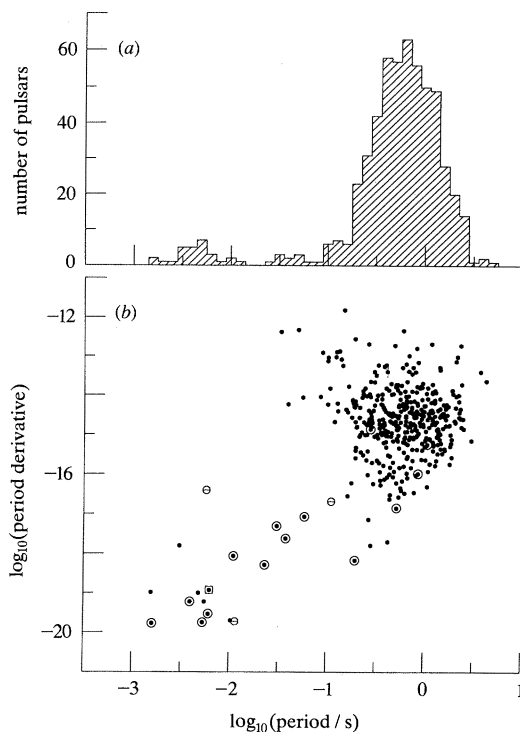 (a)
60
40
20
0
number of pulsars
(b)
−12
−16
−20
log₁₀(period derivative)
−3 −2 −1 0 1
log₁₀(period / s)